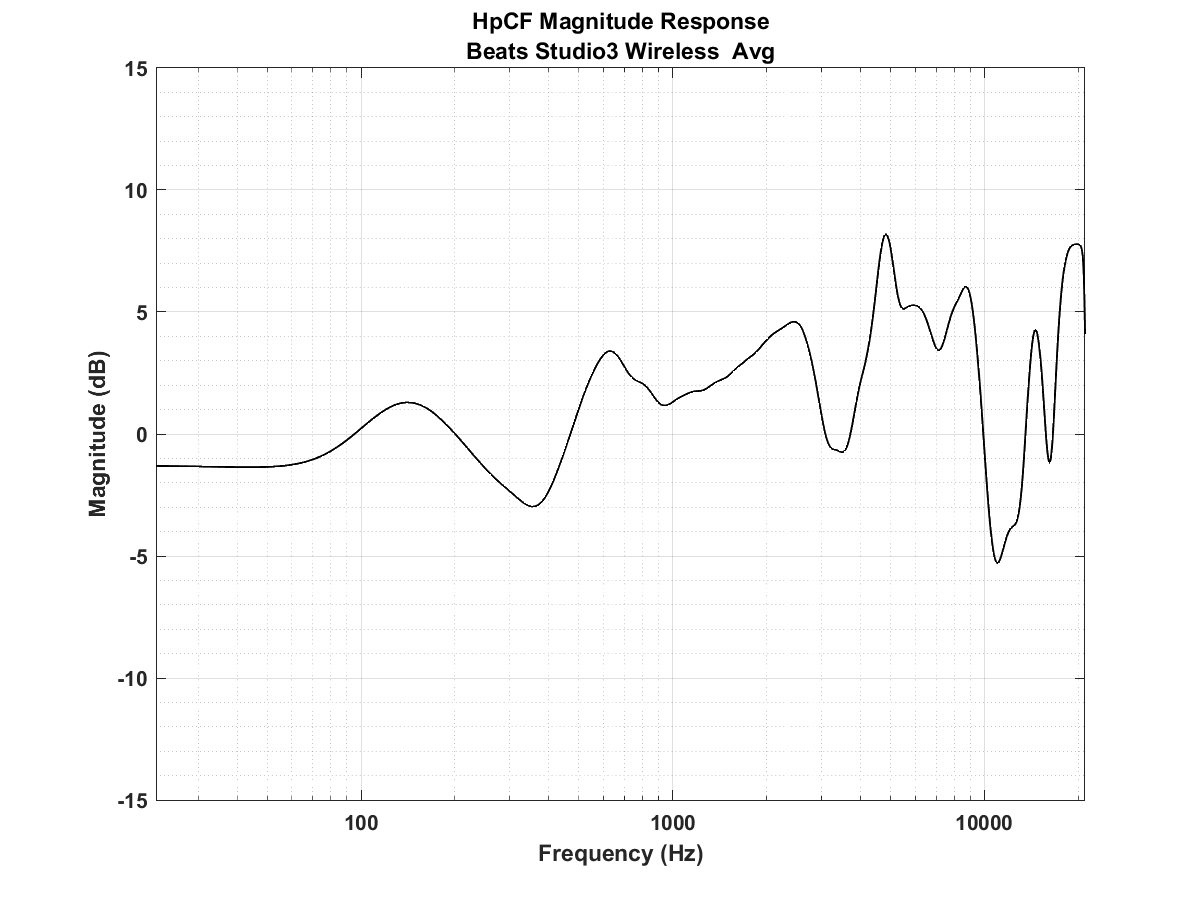 HpCF Magnitude Response
Beats Studio3 Wireless  Avg
15
10
5
0
-5
-10
-15
Magnitude (dB)
100
1000
10000
Frequency (Hz)